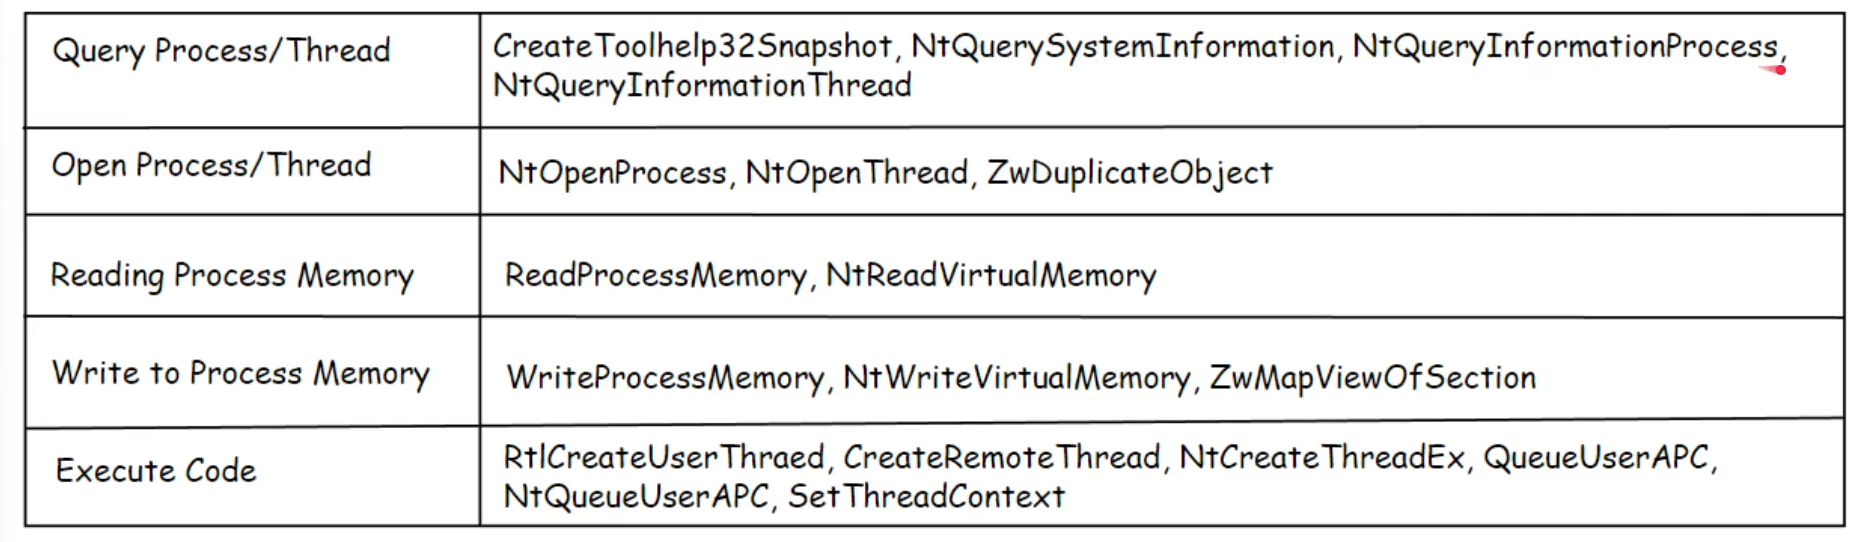 Query Process/Thread
CreateToolhelp32Snapshot, NtQuerySystemInformation, NtQueryInformationProcess,
NtQueryInformationThread
Open Process/Thread
NtOpenProcess, NtOpenThread, ZwDuplicateObject
Reading Process Memory
ReadProcessMemory, NtReadVirtualMemory
Write to Process Memory
WriteProcessMemory, NtWriteVirtualMemory, ZwMapViewOfSection
Execute Code
RtlCreateUserThraed, CreateRemoteThread, NtCreateThreadEx, QueueUserAPC,
NtQueueUserAPC, SetThreadContext